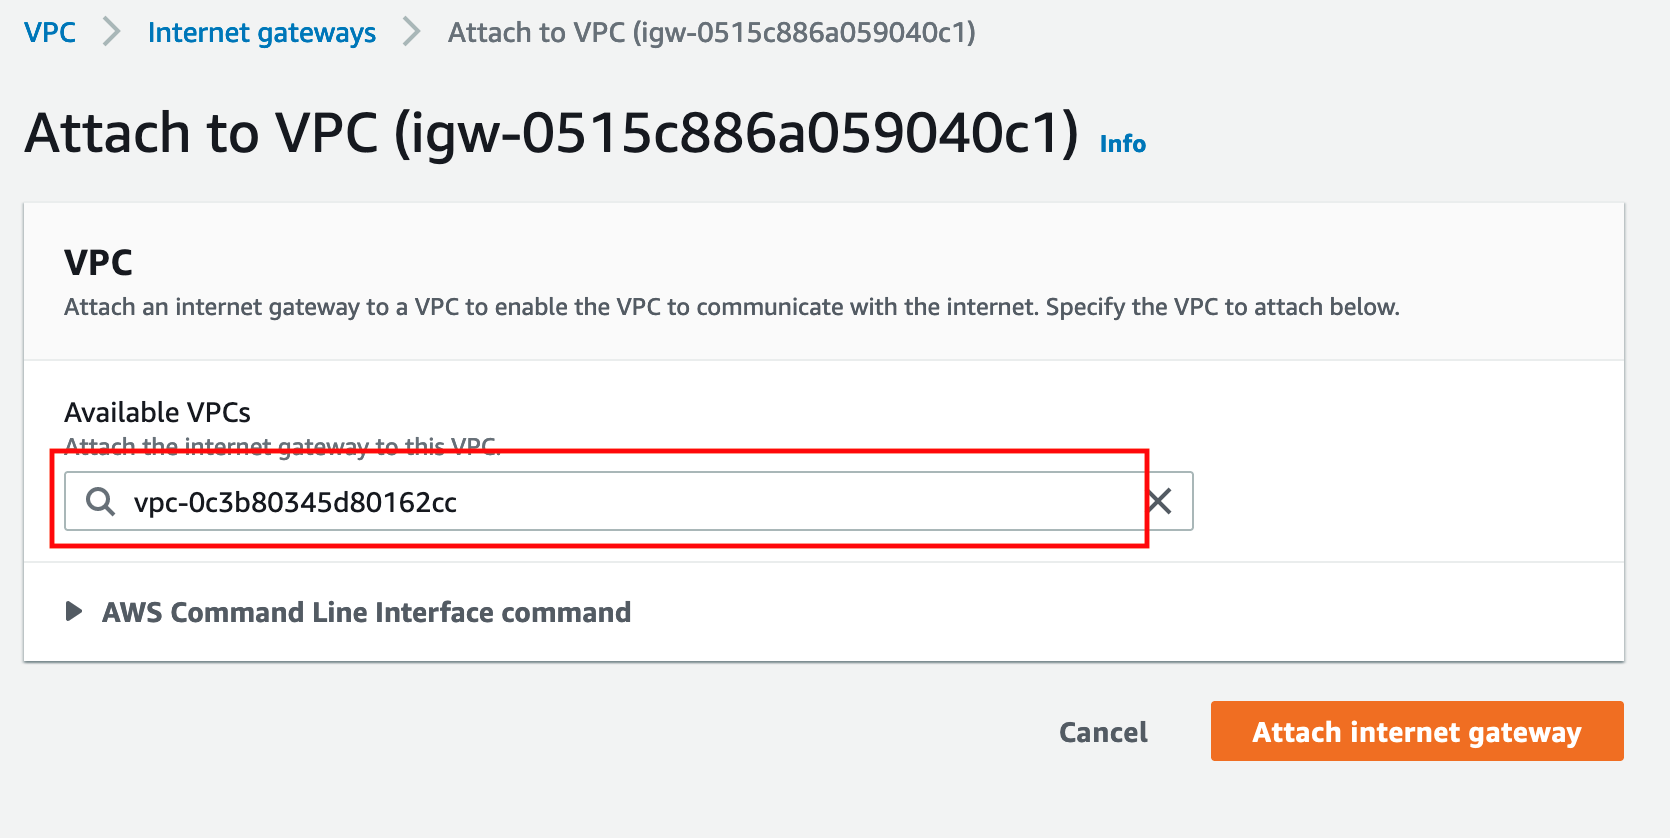 VPC > Internet gateways > Attach to VPC (igw-0515c886a059040c1)
Attach to VPC (igw-0515c886a059040c1) Info
VPC
Attach an internet gateway to a VPC to enable the VPC to communicate with the internet. Specify the VPC to attach below.
Available VPCs
Attach the internet gateway to this VPC.
vpc-0c3b80345d80162cc
AWS Command Line Interface command
Cancel
Attach internet gateway